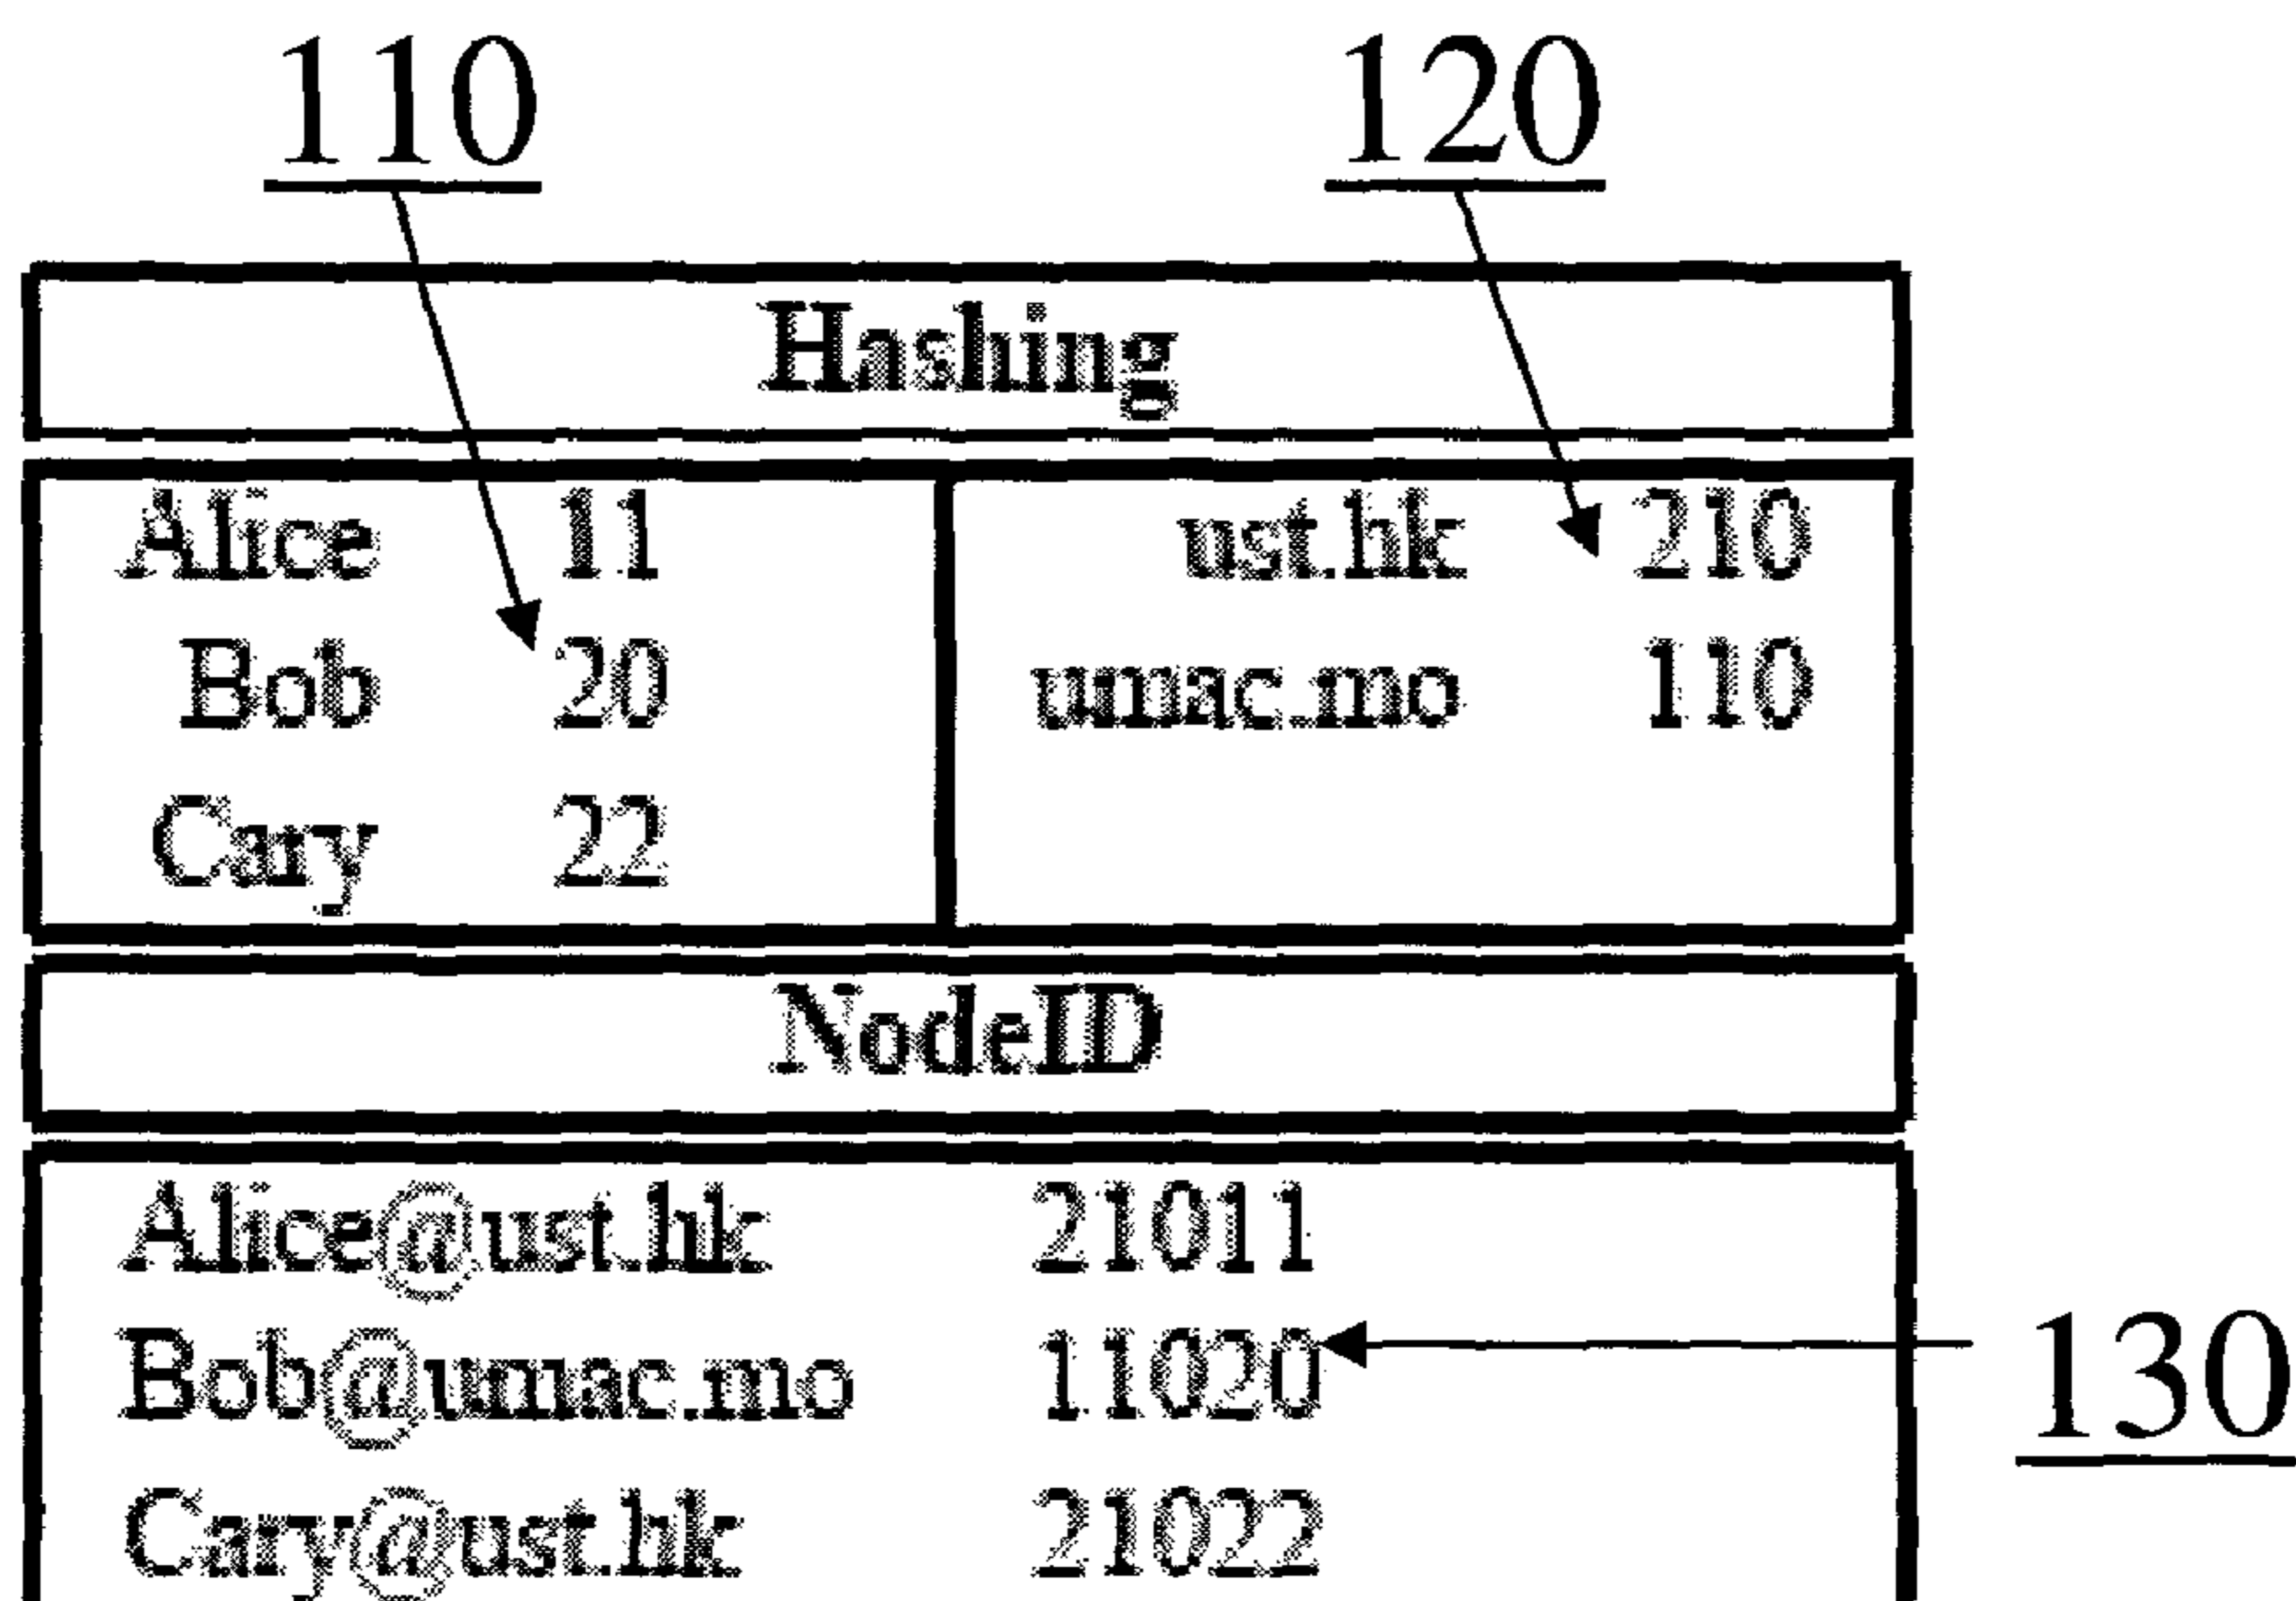 110 120
Hashing
Alice 11 ust.hk 210
Bob 20 umac.mo 110
Cary 22
NodeID
Alice@ust.hk 21011
Bob@umac.mo 11020
130
Cary@ust.hk 21022